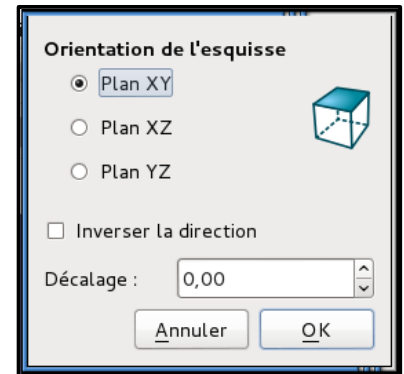 Orientation de l'esquisse
Plan XY
Plan XZ
Plan YZ
Inverser la direction
Décalage : 0,00
Annuler OK